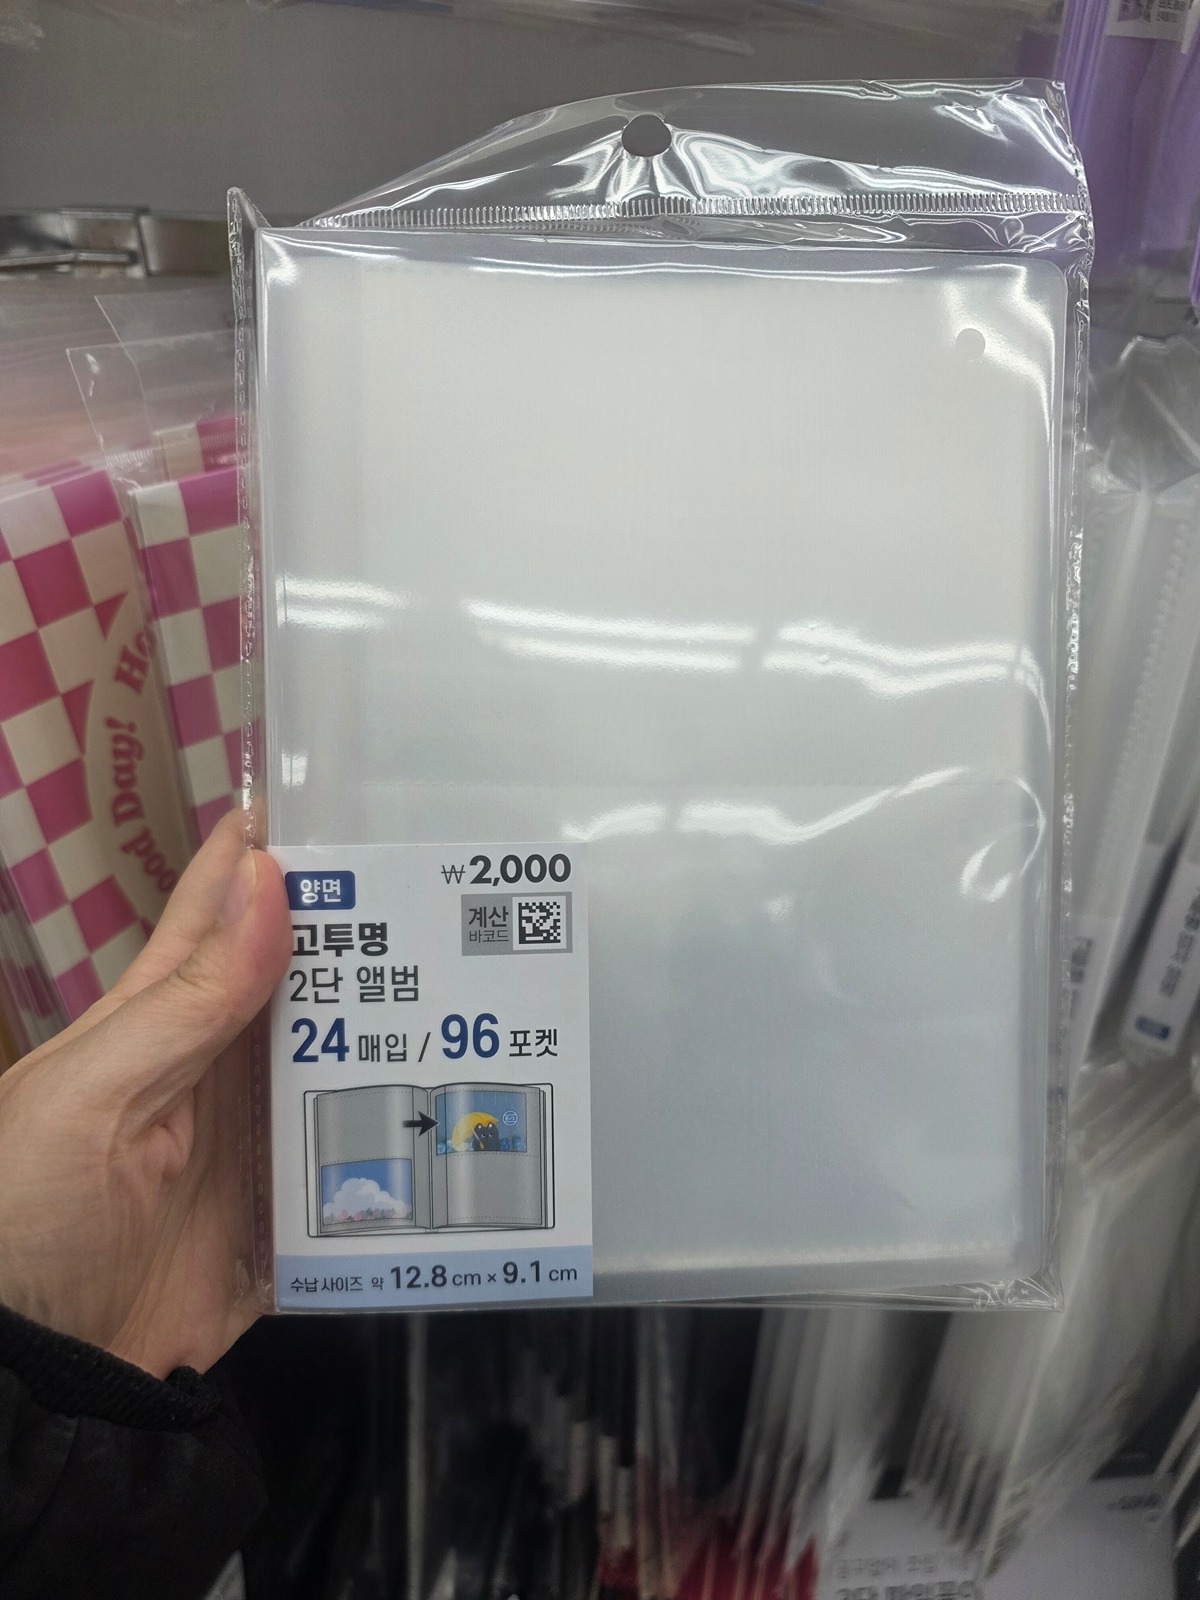 양면
₩2,000
계산
바코드
고투명
2단 앨범
24 매입 / 96 포켓
수납 사이즈 약 12.8 cm × 9.1 cm
Day!